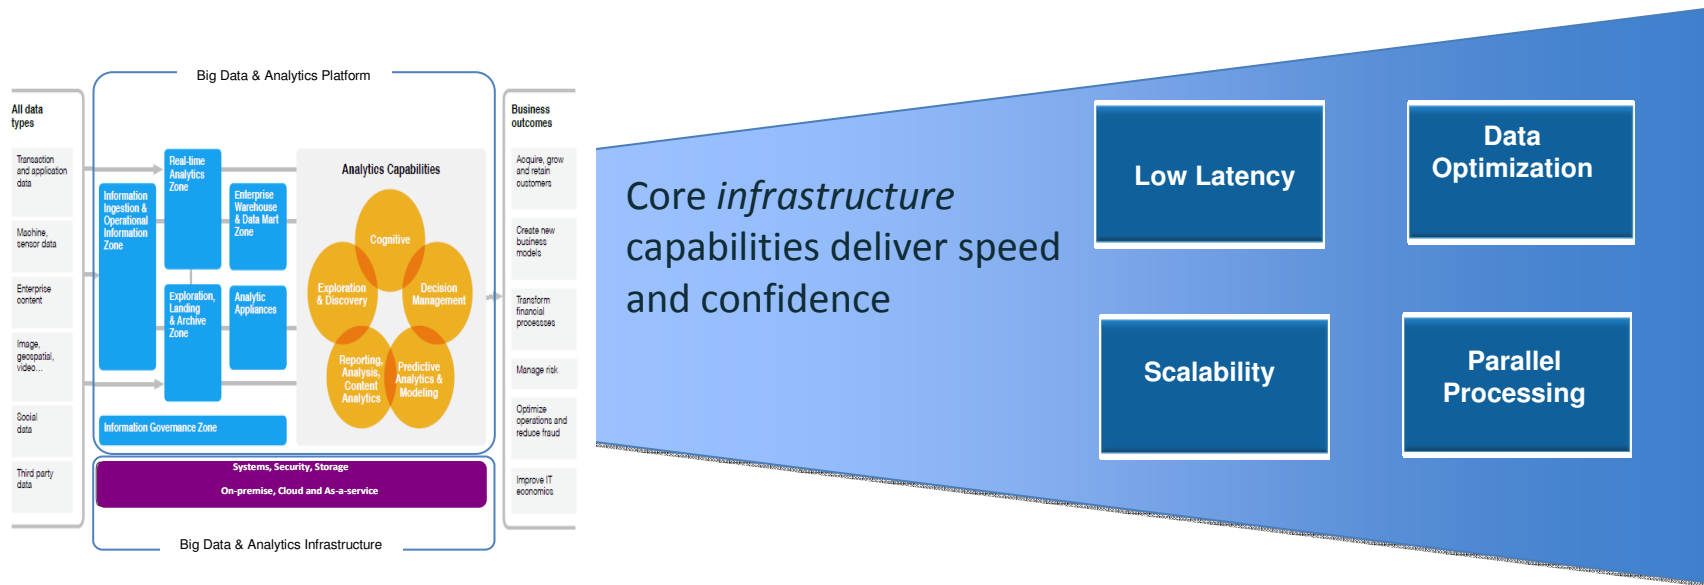 Big Data & Analytics Platform
All data
types
Transaction
and application
data
Machine,
sensor data
Enterprise
content
Image,
geospatial,
video...
Social
data
Third party
data
Information
Ingestion &
Operational
Information
Zone
Real-time
Analytics
Zone
Enterprise
Warehouse
& Data Mart
Zone
Exploration,
Landing
& Archive
Zone
Analytic
Appliances
Information Governance Zone
Analytics Capabilities
Cognitive
Exploration
& Discovery
Decision
Management
Reporting,
Analysis,
Content
Analytics
Predictive
Analytics &
Modeling
Business
outcomes
Acquire, grow
and retain
customers
Create new
business
models
Transform
financial
processes
Manage risk
Optimize
operations and
reduce fraud
Improve IT
economics
Systems, Security, Storage
On-premise, Cloud and As-a-service
Big Data & Analytics Infrastructure
Core infrastructure
capabilities deliver speed
and confidence
Low Latency
Data
Optimization
Scalability
Parallel
Processing